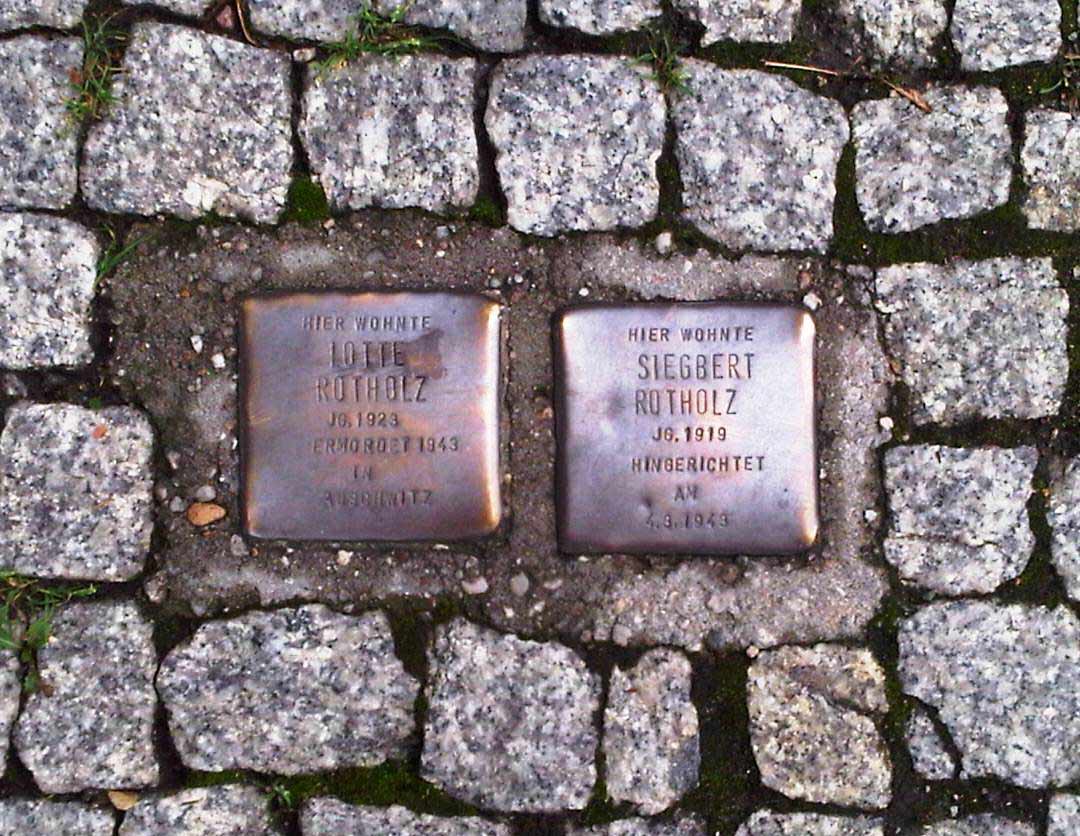 HIER WOHNTE
LOTTE
ROTHOLZ
JG. 1923
ERMORDET 1943
IN
AUSCHWITZ
HIER WOHNTE
SIEGBERT
ROTHOLZ
JG. 1919
HINGERICHTET
AM
4.3.1943